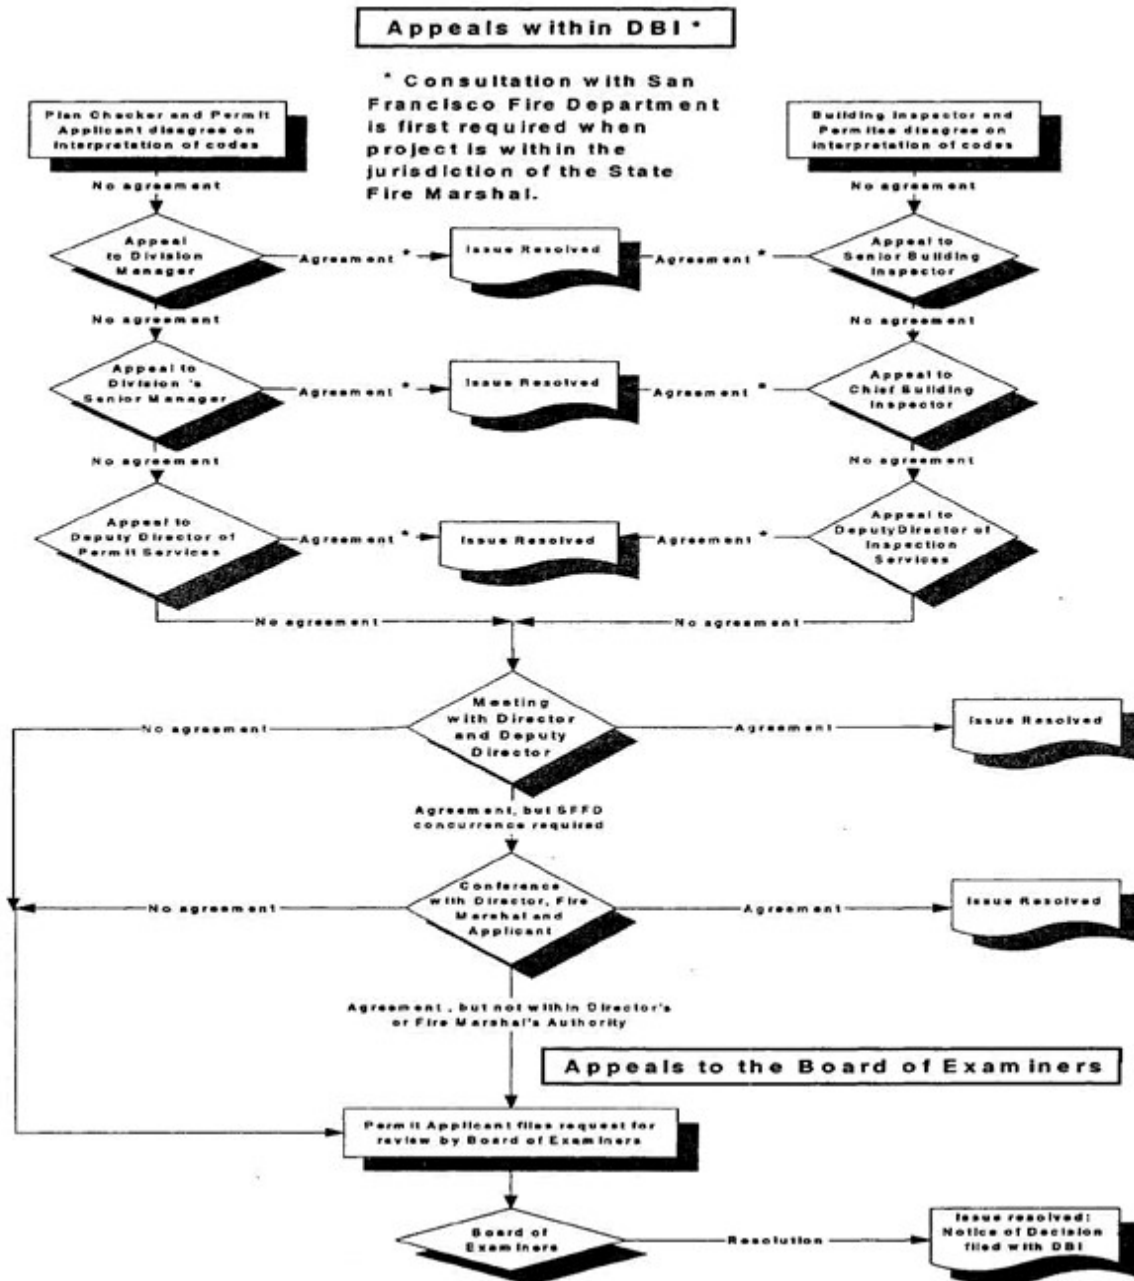 Appeals within DBI *
* Consultation with San
Francisco Fire Department
is first required when
project is within the
jurisdiction of the State
Fire Marshal.
Plan Checker and Permit
Applicant disagree on
interpretation of codes
Building Inspector and
Permitee disagree on
interpretation of codes
No agreement
No agreement
Appeal
to Division
Manager
Agreement *
Issue Resolved
Agreement *
Appeal to
Senior Building
Inspector
No agreement
No agreement
Appeal to
Division 's
Senior Manager
Agreement *
Issue Resolved
Agreement *
Appeal to
Chief Building
Inspector
No agreement
No agreement
Appeal to
Deputy Director of
Permit Services
Agreement *
Issue Resolved
Agreement *
Appeal to
DeputyDirector of
Inspection
Services
No agreement
No agreement
Meeting
with Director
and Deputy
Director
No agreement
Agreement
Issue Resolved
Agreement, but SFFD
concurrence required
Conference
with Director, Fire
Marshal and
Applicant
No agreement
Agreement
Issue Resolved
Agreement , but not within Director's
or Fire Marshal's Authority
Appeals to the Board of Examiners
Permit Applicant files request for
review by Board of Examiners
Board of
Examiners
Resolution
Issue resolved:
Notice of Decision
filed with DBI